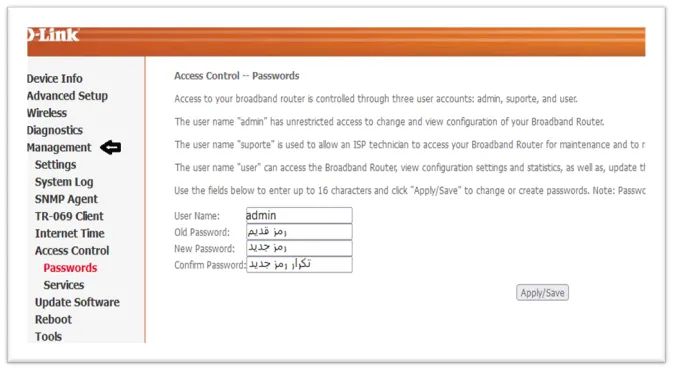 D-Link
Device Info
Advanced Setup
Wireless
Diagnostics
Management
Settings
System Log
SNMP Agent
TR-069 Client
Internet Time
Access Control
Passwords
Services
Update Software
Reboot
Tools
Access Control -- Passwords
Access to your broadband router is controlled through three user accounts: admin, suporte, and user.
The user name "admin" has unrestricted access to change and view configuration of your Broadband Router.
The user name "suporte" is used to allow an ISP technician to access your Broadband Router for maintenance and to r
The user name "user" can access the Broadband Router, view configuration settings and statistics, as well as, update th
Use the fields below to enter up to 16 characters and click "Apply/Save" to change or create passwords. Note: Passwo
User Name: admin
Old Password: رمز قدیم
New Password: رمز جدید
Confirm Password: تکرار رمز جدید
Apply/Save